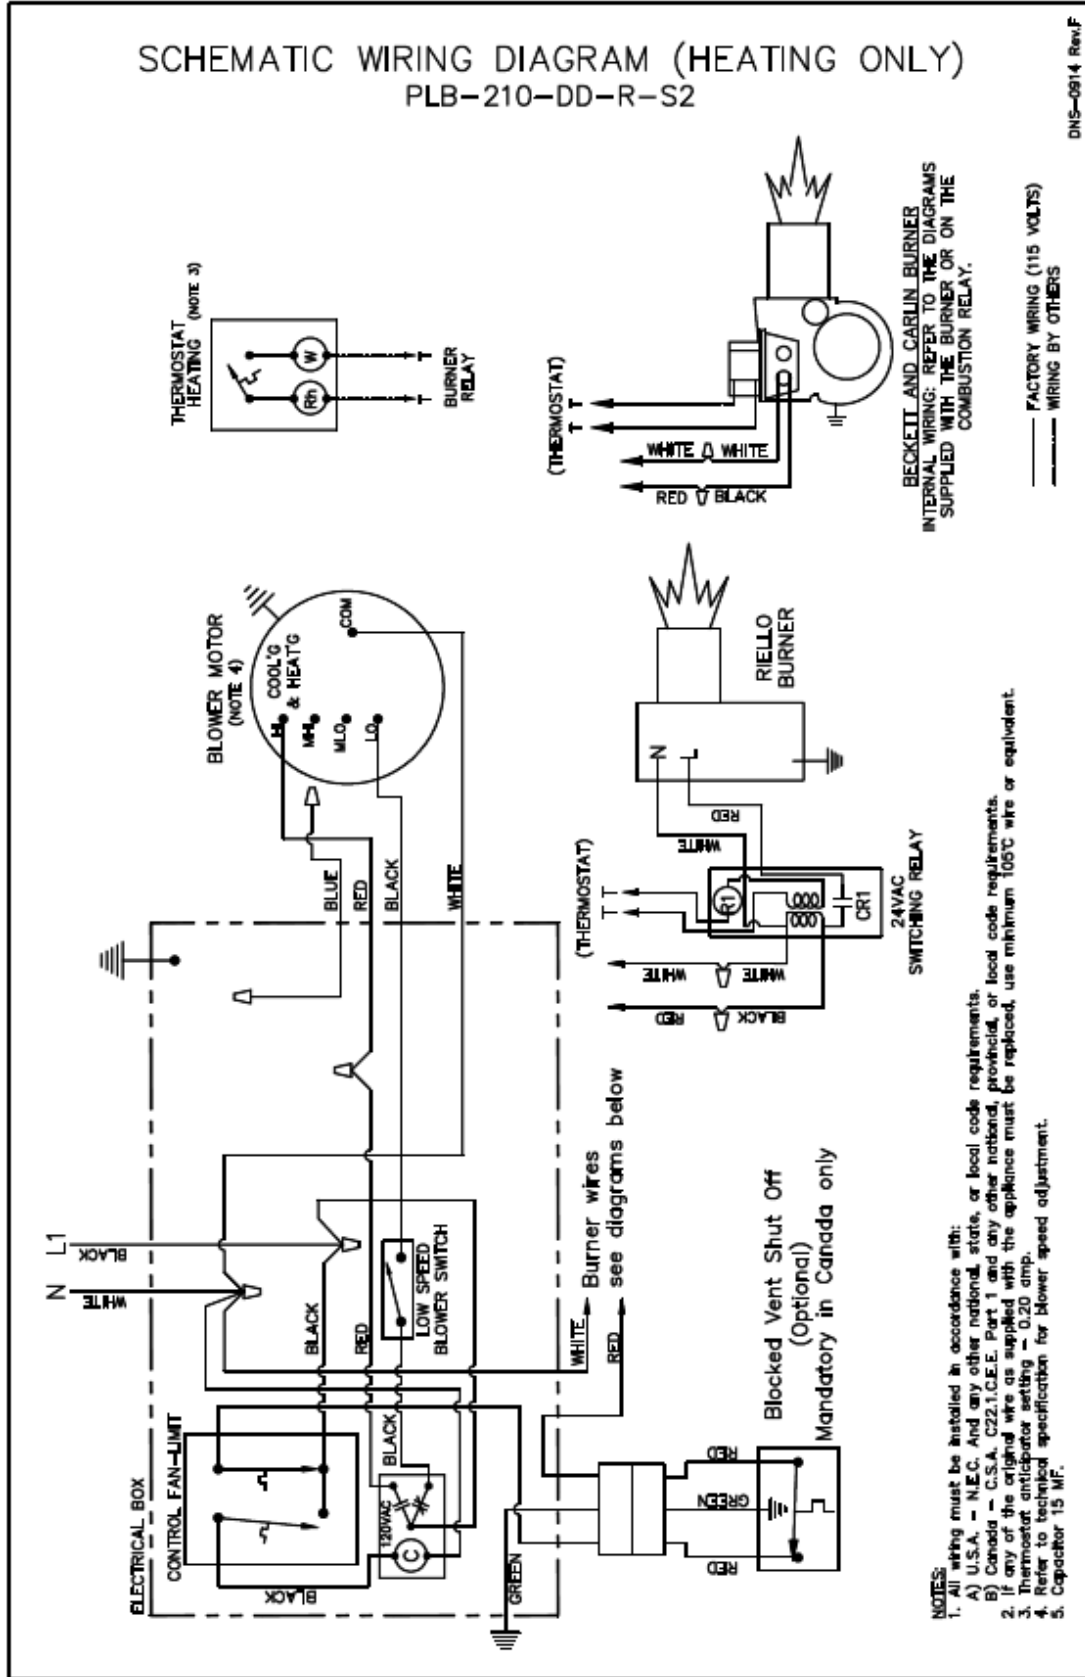 SCHEMATIC WIRING DIAGRAM (HEATING ONLY)
PLB-210-DD-R-S2
DNS-0914 Rev.F
THERMOSTAT
HEATING (NOTE 3)
Rh
W
T
T
BURNER
RELAY
(THERMOSTAT)
T
T
WHITE
WHITE
RED
BLACK
BECKETT AND CARLIN BURNER
INTERNAL WIRING: REFER TO THE DIAGRAMS
SUPPLIED WITH THE BURNER OR ON THE
COMBUSTION RELAY.
FACTORY WIRING (115 VOLTS)
WIRING BY OTHERS
BLOWER MOTOR
(NOTE 4)
COOL'G
& HEAT'G
HI
MHI
MLO
LO
COM
BLUE
RED
BLACK
WHITE
RIELLO
BURNER
N
L
RED
WHITE
(THERMOSTAT)
T
T
R1
CR1
24VAC
SWITCHING RELAY
WHITE
WHITE
RED
BLACK
L1
BLACK
N
WHITE
ELECTRICAL BOX
CONTROL FAN-LIMIT
BLACK
RED
LOW SPEED
BLOWER SWITCH
BLACK
120VAC
C
BLACK
GREEN
WHITE
RED
Burner wires
see diagrams below
Blocked Vent Shut Off
(Optional)
Mandatory in Canada only
RED
GREEN
RED
NOTES:
1. All wiring must be installed in accordance with:
A) U.S.A. - N.E.C. And any other national, state, or local code requirements.
B) Canada - C.S.A. C22.1.C.E.E. Part 1 and any other national, provincial, or local code requirements.
2. If any of the original wire as supplied with the appliance must be replaced, use minimum 105°C wire or equivalent.
3. Thermostat anticipator setting - 0.20 amp.
4. Refer to technical specification for blower speed adjustment.
5. Capacitor 15 MF.